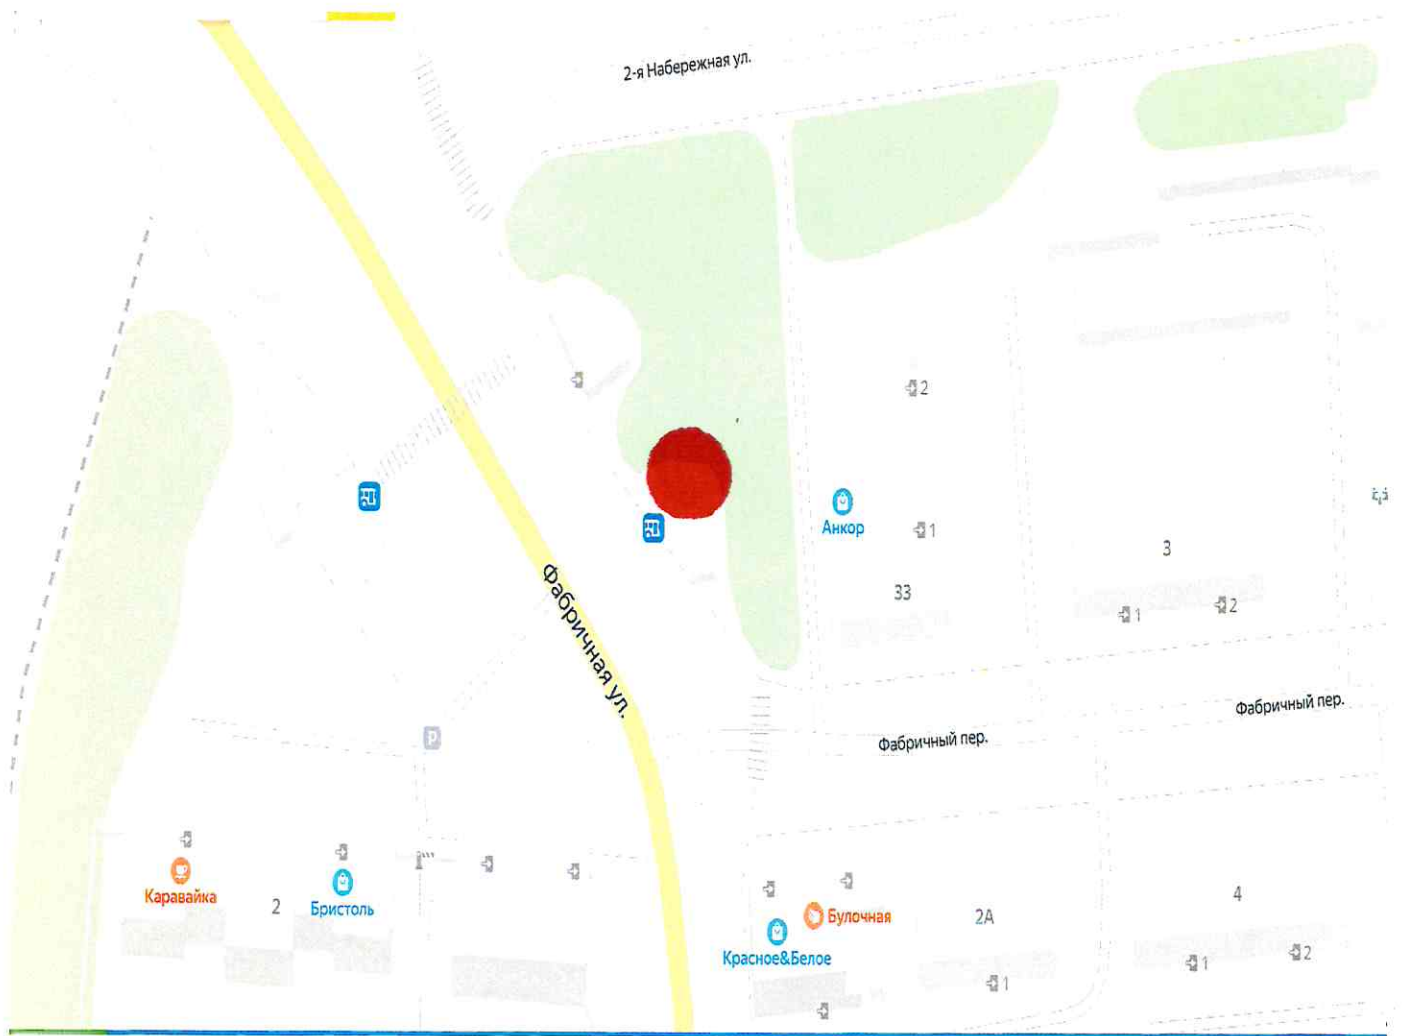 2-я Набережная ул.
2
Анкор
1
33
3
1
2
Фабричная ул.
Фабричный пер.
Фабричный пер.
P
Каравайка
2
Бристоль
Булочная
Красное&Белое
2А
1
4
1
2